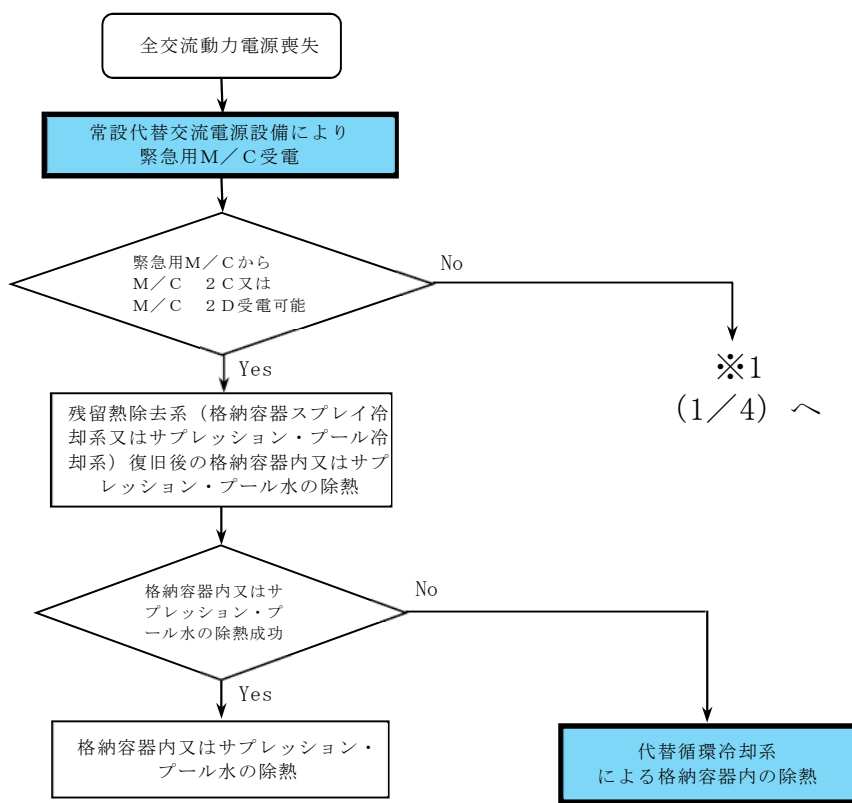 全交流動力電源喪失
常設代替交流電源設備により
緊急用M/C受電
緊急用M/Cから
M/C 2C又は
M/C 2D受電可能
No
※1
(1/4) へ
Yes
残留熱除去系(格納容器スプレイ冷
却系又はサプレッション・プール冷
却系)復旧後の格納容器内又はサプ
レッション・プール水の除熱
格納容器内又はサ
プレッション・プ
ール水の除熱成功
No
Yes
格納容器内又はサプレッション・
プール水の除熱
代替循環冷却系
による格納容器内の除熱